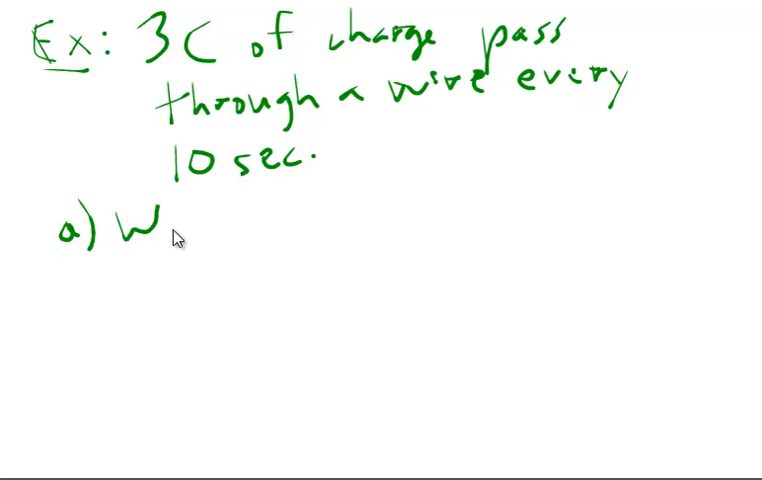 Ex: 3C of charge pass
through a wire every
10 sec.
a) W